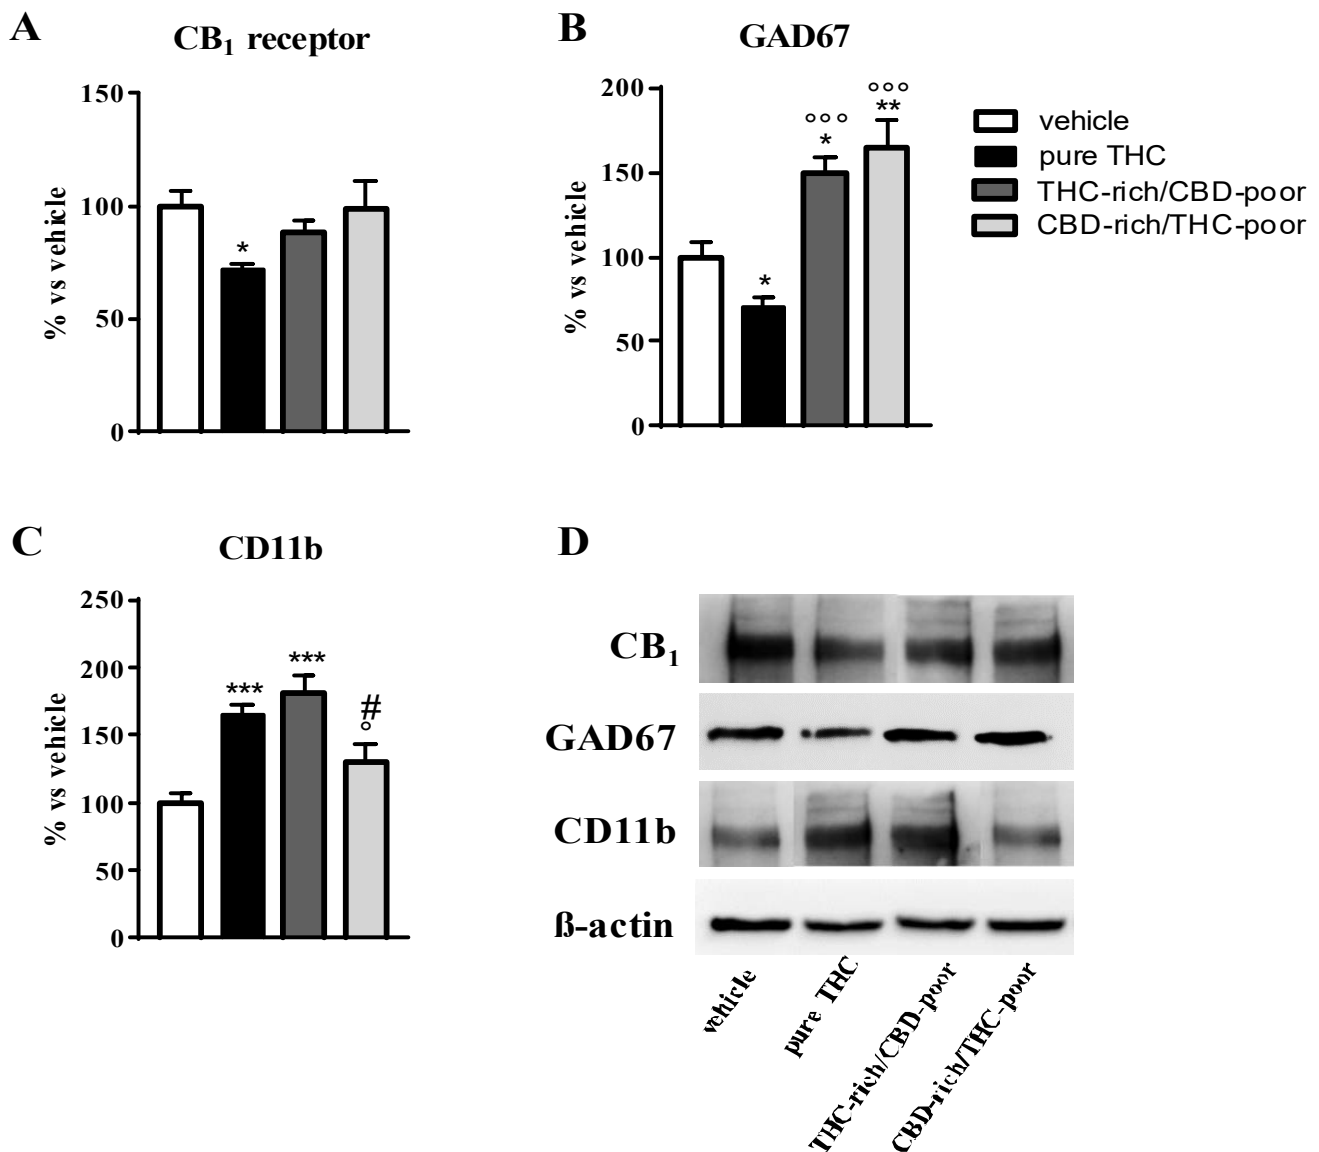 A
CB₁ receptor
150
100
50
0
% vs vehicle
*
B
GAD67
200
150
100
50
0
% vs vehicle
*
°°°
*
°°°
**
vehicle
pure THC
THC-rich/CBD-poor
CBD-rich/THC-poor
C
CD11b
250
200
150
100
50
0
% vs vehicle
***
***
#
°
D
CB₁
GAD67
CD11b
ß-actin
vehicle
pure THC
THC-rich/CBD-poor
CBD-rich/THC-poor